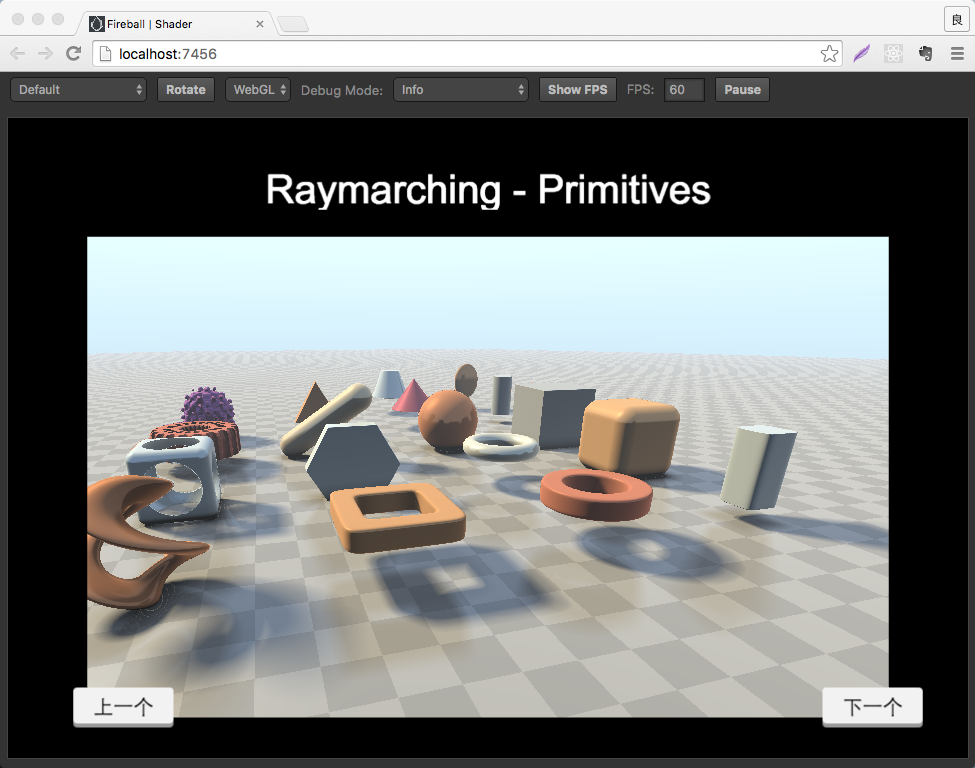 Fireball | Shader
良
localhost:7456
Default Rotate WebGL Debug Mode: Info Show FPS FPS: 60 Pause
Raymarching - Primitives
上一个 下一个